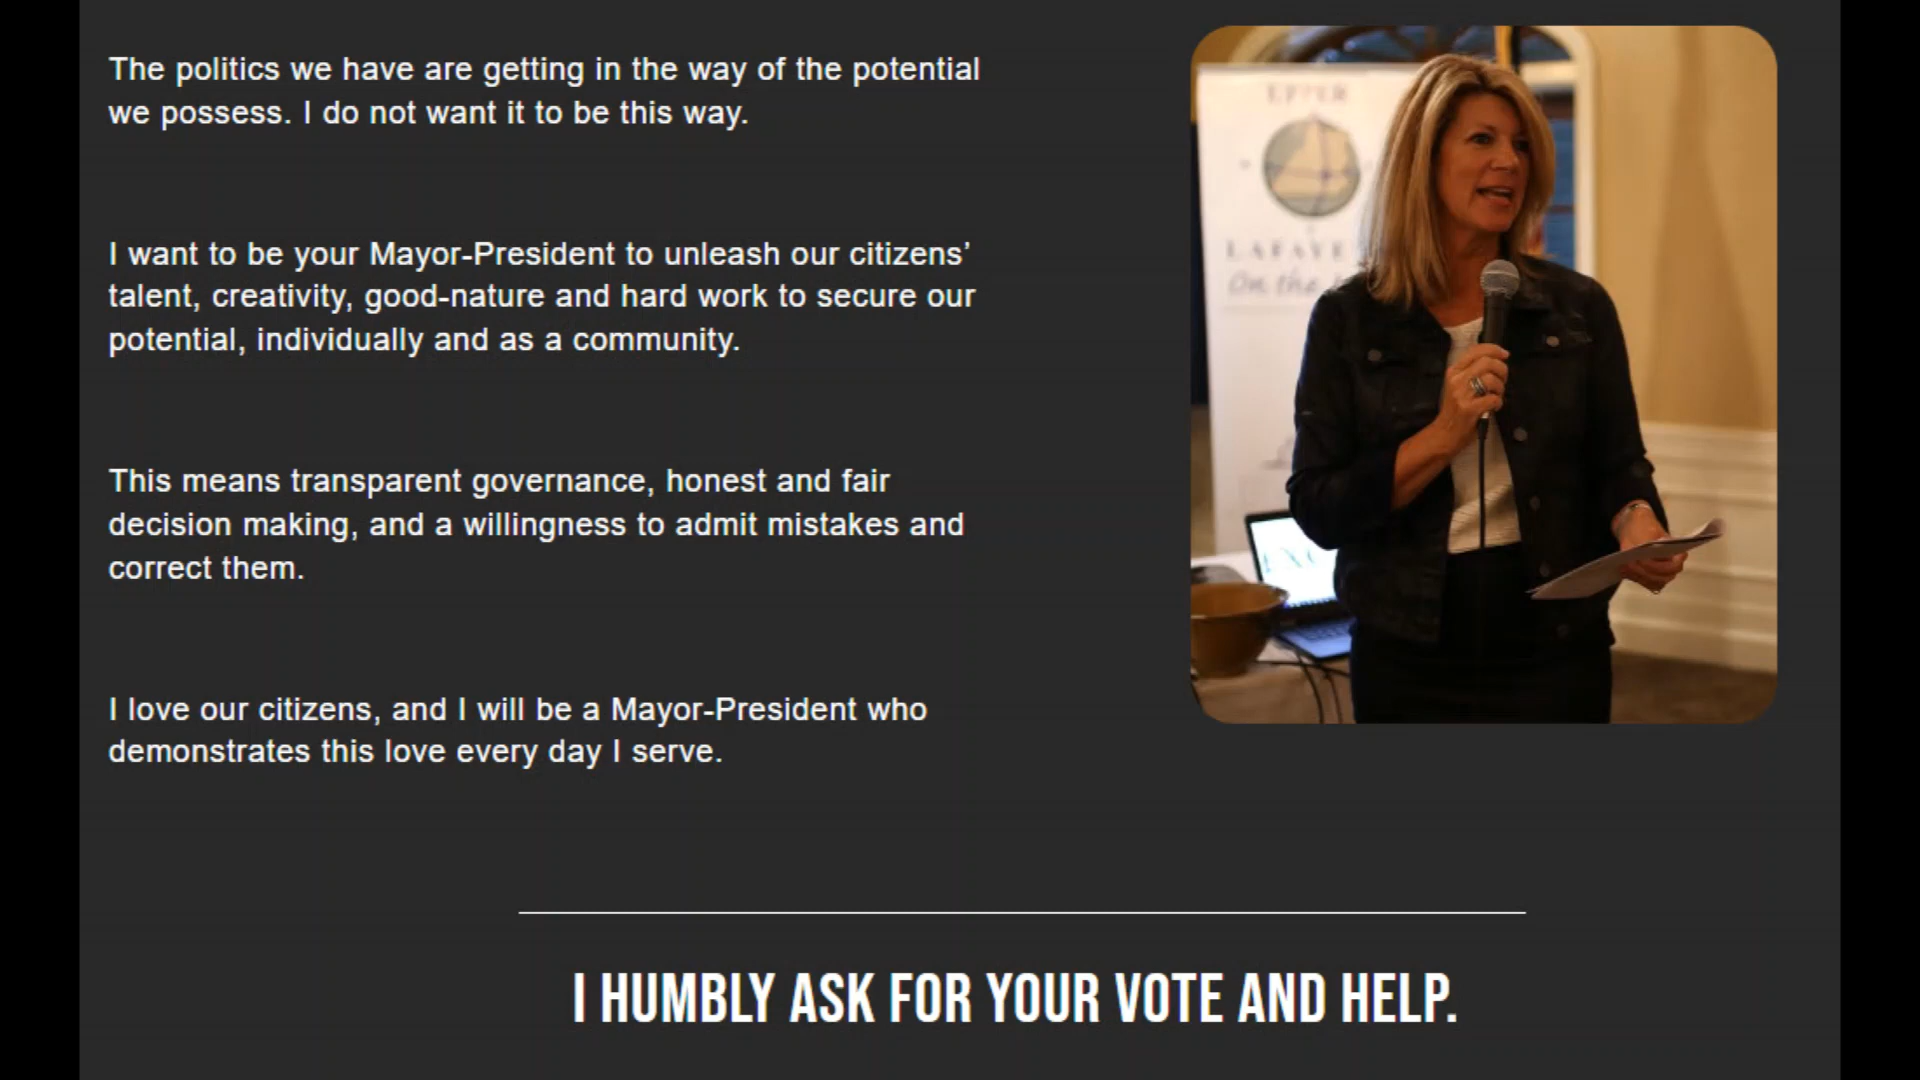 The politics we have are getting in the way of the potential
we possess. I do not want it to be this way.
I want to be your Mayor-President to unleash our citizens’
talent, creativity, good-nature and hard work to secure our
potential, individually and as a community.
This means transparent governance, honest and fair
decision making, and a willingness to admit mistakes and
correct them.
I love our citizens, and I will be a Mayor-President who
demonstrates this love every day I serve.
UPPER
LAFAYE
On the
I HUMBLY ASK FOR YOUR VOTE AND HELP.